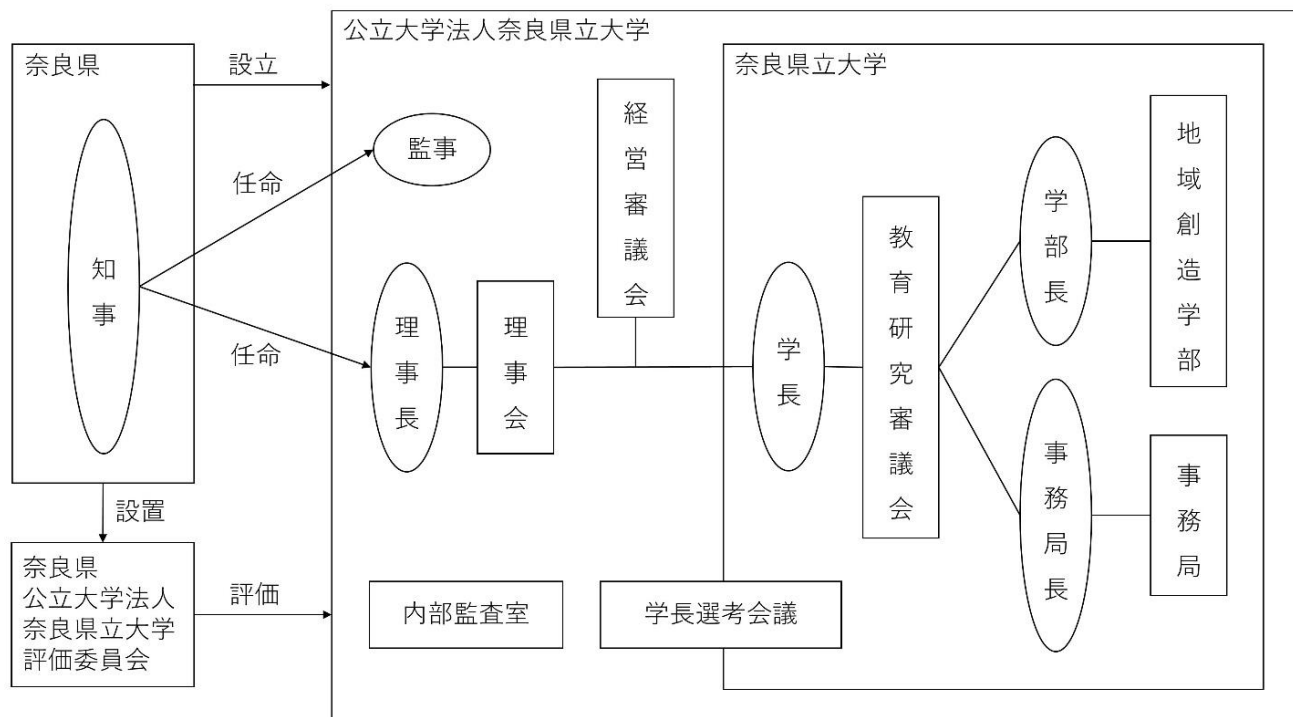 公立大学法人奈良県立大学
奈良県
設立
奈良県立大学
知事
任命
監事
任命
理事長
理事会
経営審議会
学長
教育研究審議会
学部長
地域創造学部
事務局長
事務局
設置
奈良県
公立大学法人
奈良県立大学
評価委員会
評価
内部監査室
学長選考会議